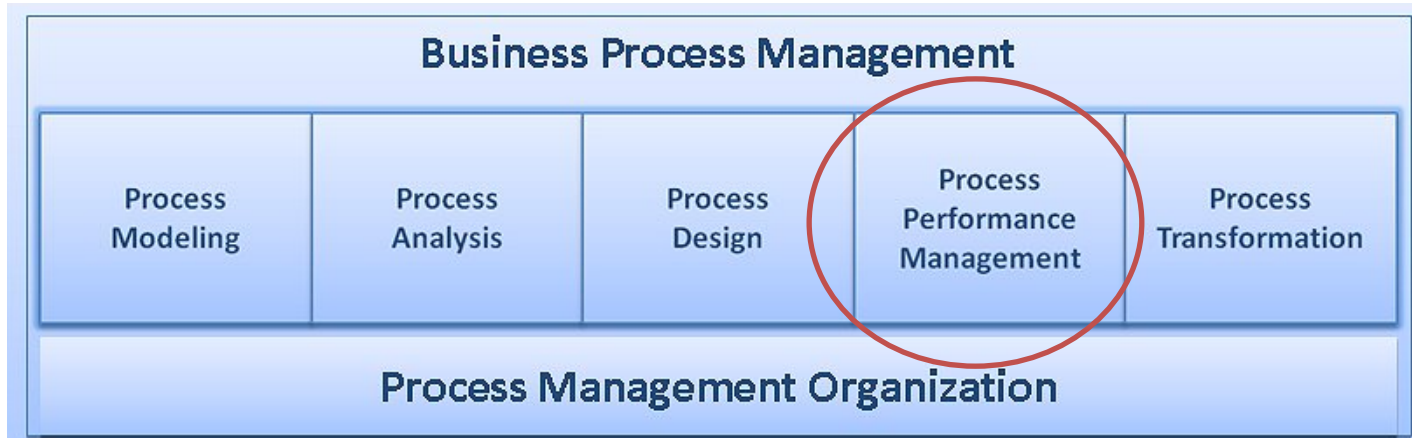 Business Process Management
Process
Modeling
Process
Analysis
Process
Design
Process
Performance
Management
Process
Transformation
Process Management Organization